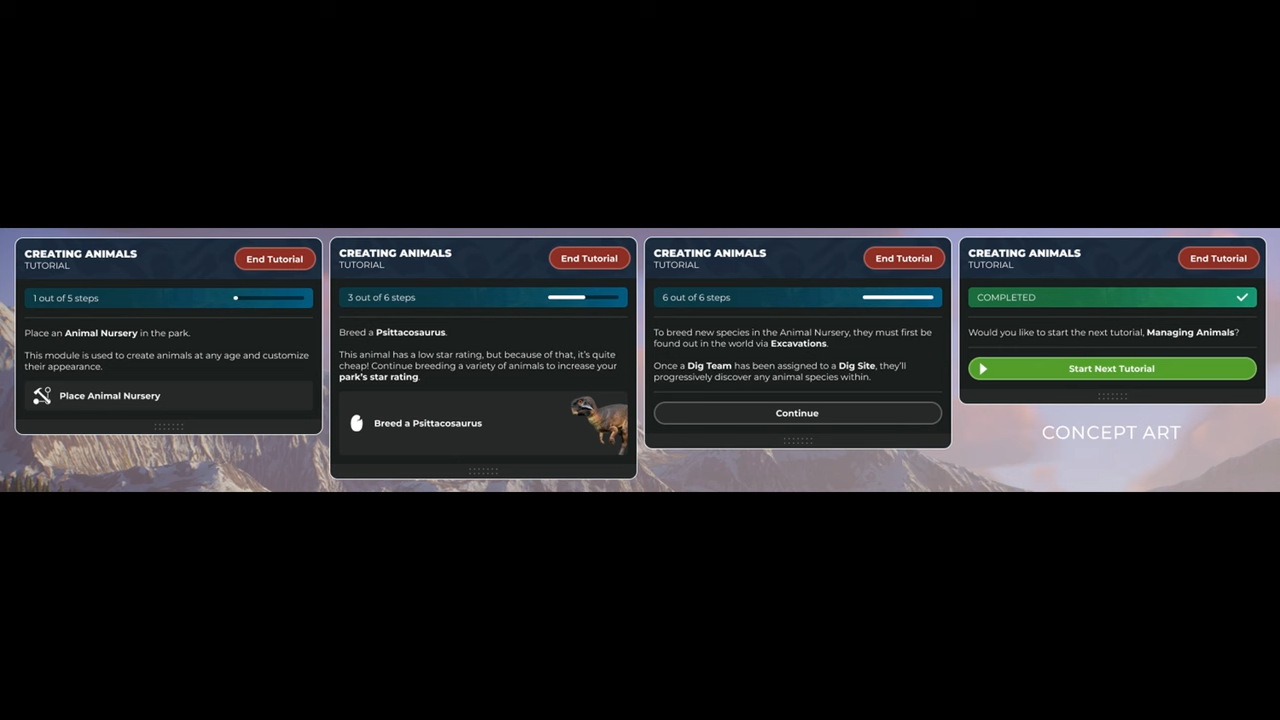 CREATING ANIMALS
TUTORIAL
End Tutorial
1 out of 5 steps
Place an Animal Nursery in the park.
This module is used to create animals at any age and customize
their appearance.
Place Animal Nursery
CREATING ANIMALS
TUTORIAL
End Tutorial
3 out of 6 steps
Breed a Psittacosaurus.
This animal has a low star rating, but because of that, it's quite
cheap! Continue breeding a variety of animals to increase your
park's star rating.
Breed a Psittacosaurus
CREATING ANIMALS
TUTORIAL
End Tutorial
6 out of 6 steps
To breed new species in the Animal Nursery, they must first be
found out in the world via Excavations.
Once a Dig Team has been assigned to a Dig Site, they'll
progressively discover any animal species within.
Continue
CREATING ANIMALS
TUTORIAL
End Tutorial
COMPLETED
Would you like to start the next tutorial, Managing Animals?
Start Next Tutorial
CONCEPT ART